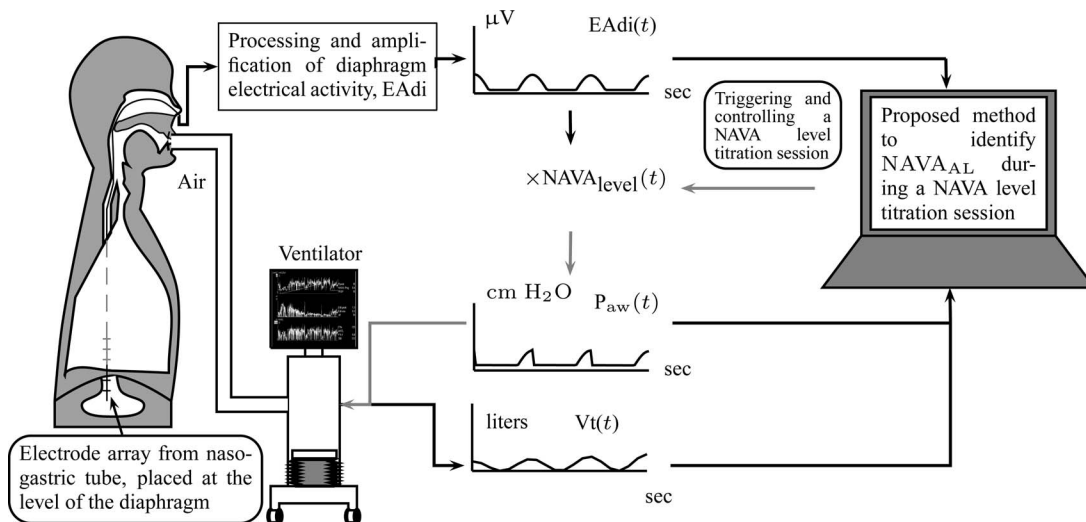 Processing and ampli-
fication of diaphragm
electrical activity, EAdi
μV
EAdi(t)
sec
Triggering and
controlling a
NAVA level
titration session
Proposed method
to identify
NAVA_AL dur-
ing a NAVA level
titration session
Air
×NAVA_level(t)
Ventilator
cm H₂O
P_aw(t)
sec
liters
Vt(t)
sec
Electrode array from naso-
gastric tube, placed at the
level of the diaphragm